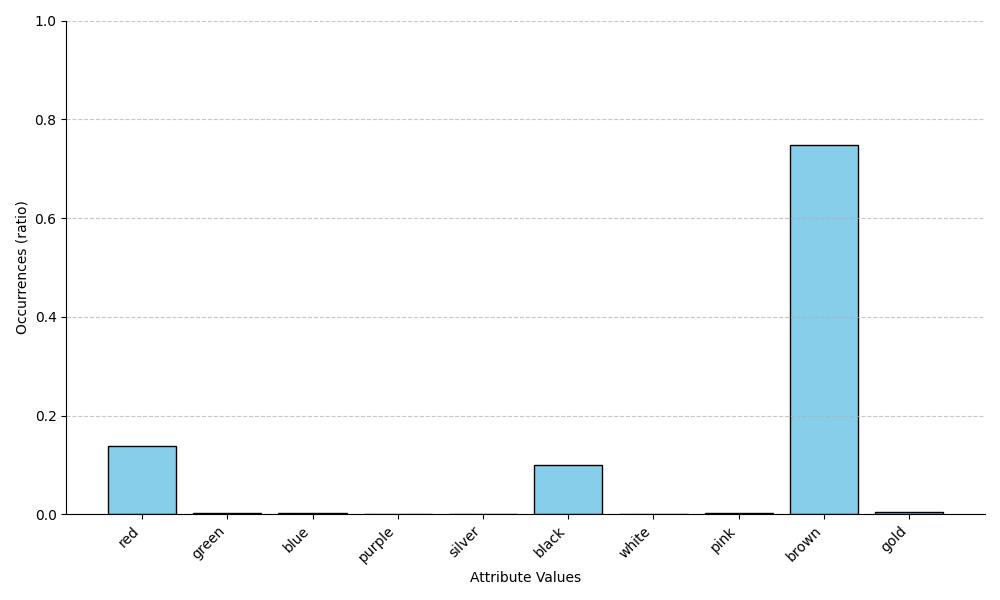 1.0
0.8
0.6
0.4
0.2
0.0
Occurrences (ratio)
red
green
blue
purple
silver
black
white
pink
brown
gold
Attribute Values